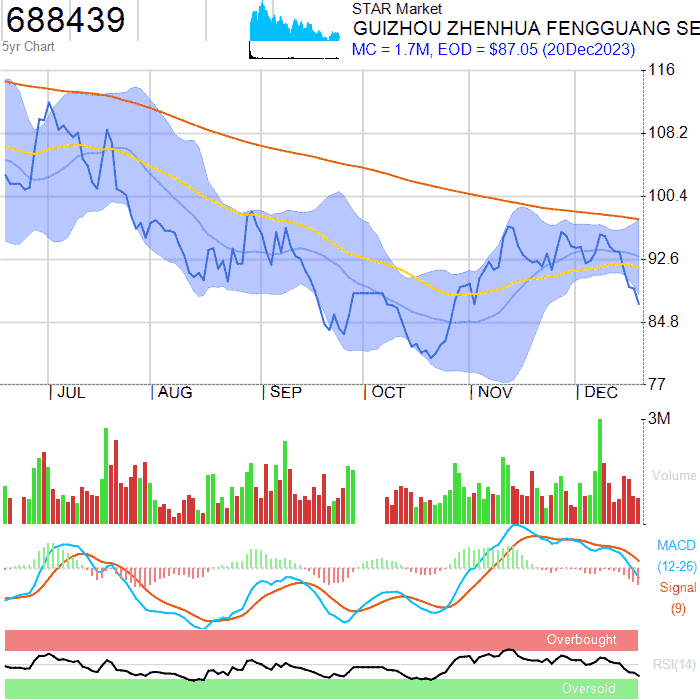 688439
5yr Chart
STAR Market
GUIZHOU ZHENHUA FENGGUANG SE
MC = 1.7M, EOD = $87.05 (20Dec2023)
116
108.2
100.4
92.6
84.8
77
JUL AUG SEP OCT NOV DEC
3M
Volume
MACD
(12-26)
Signal
(9)
Overbought
RSI(14)
Oversold